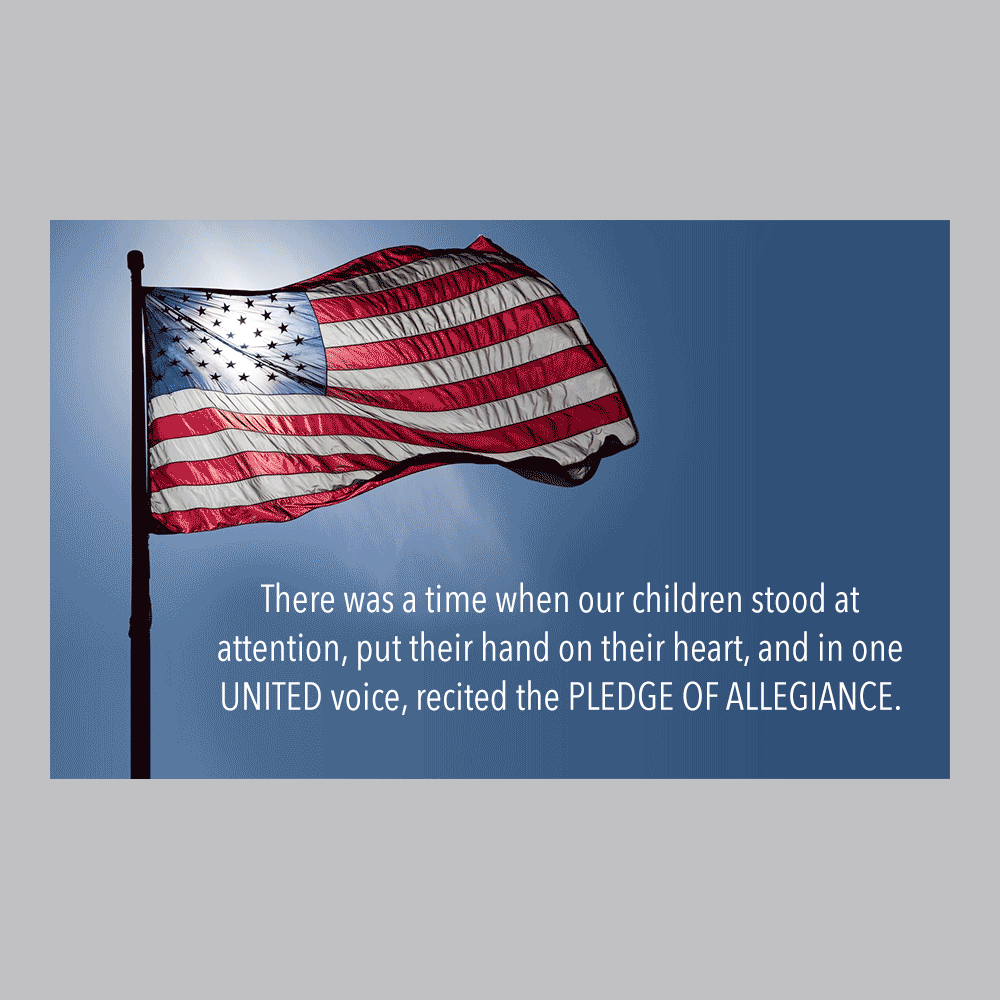 There was a time when our children stood at
attention, put their hand on their heart, and in one
UNITED voice, recited the PLEDGE OF ALLEGIANCE.